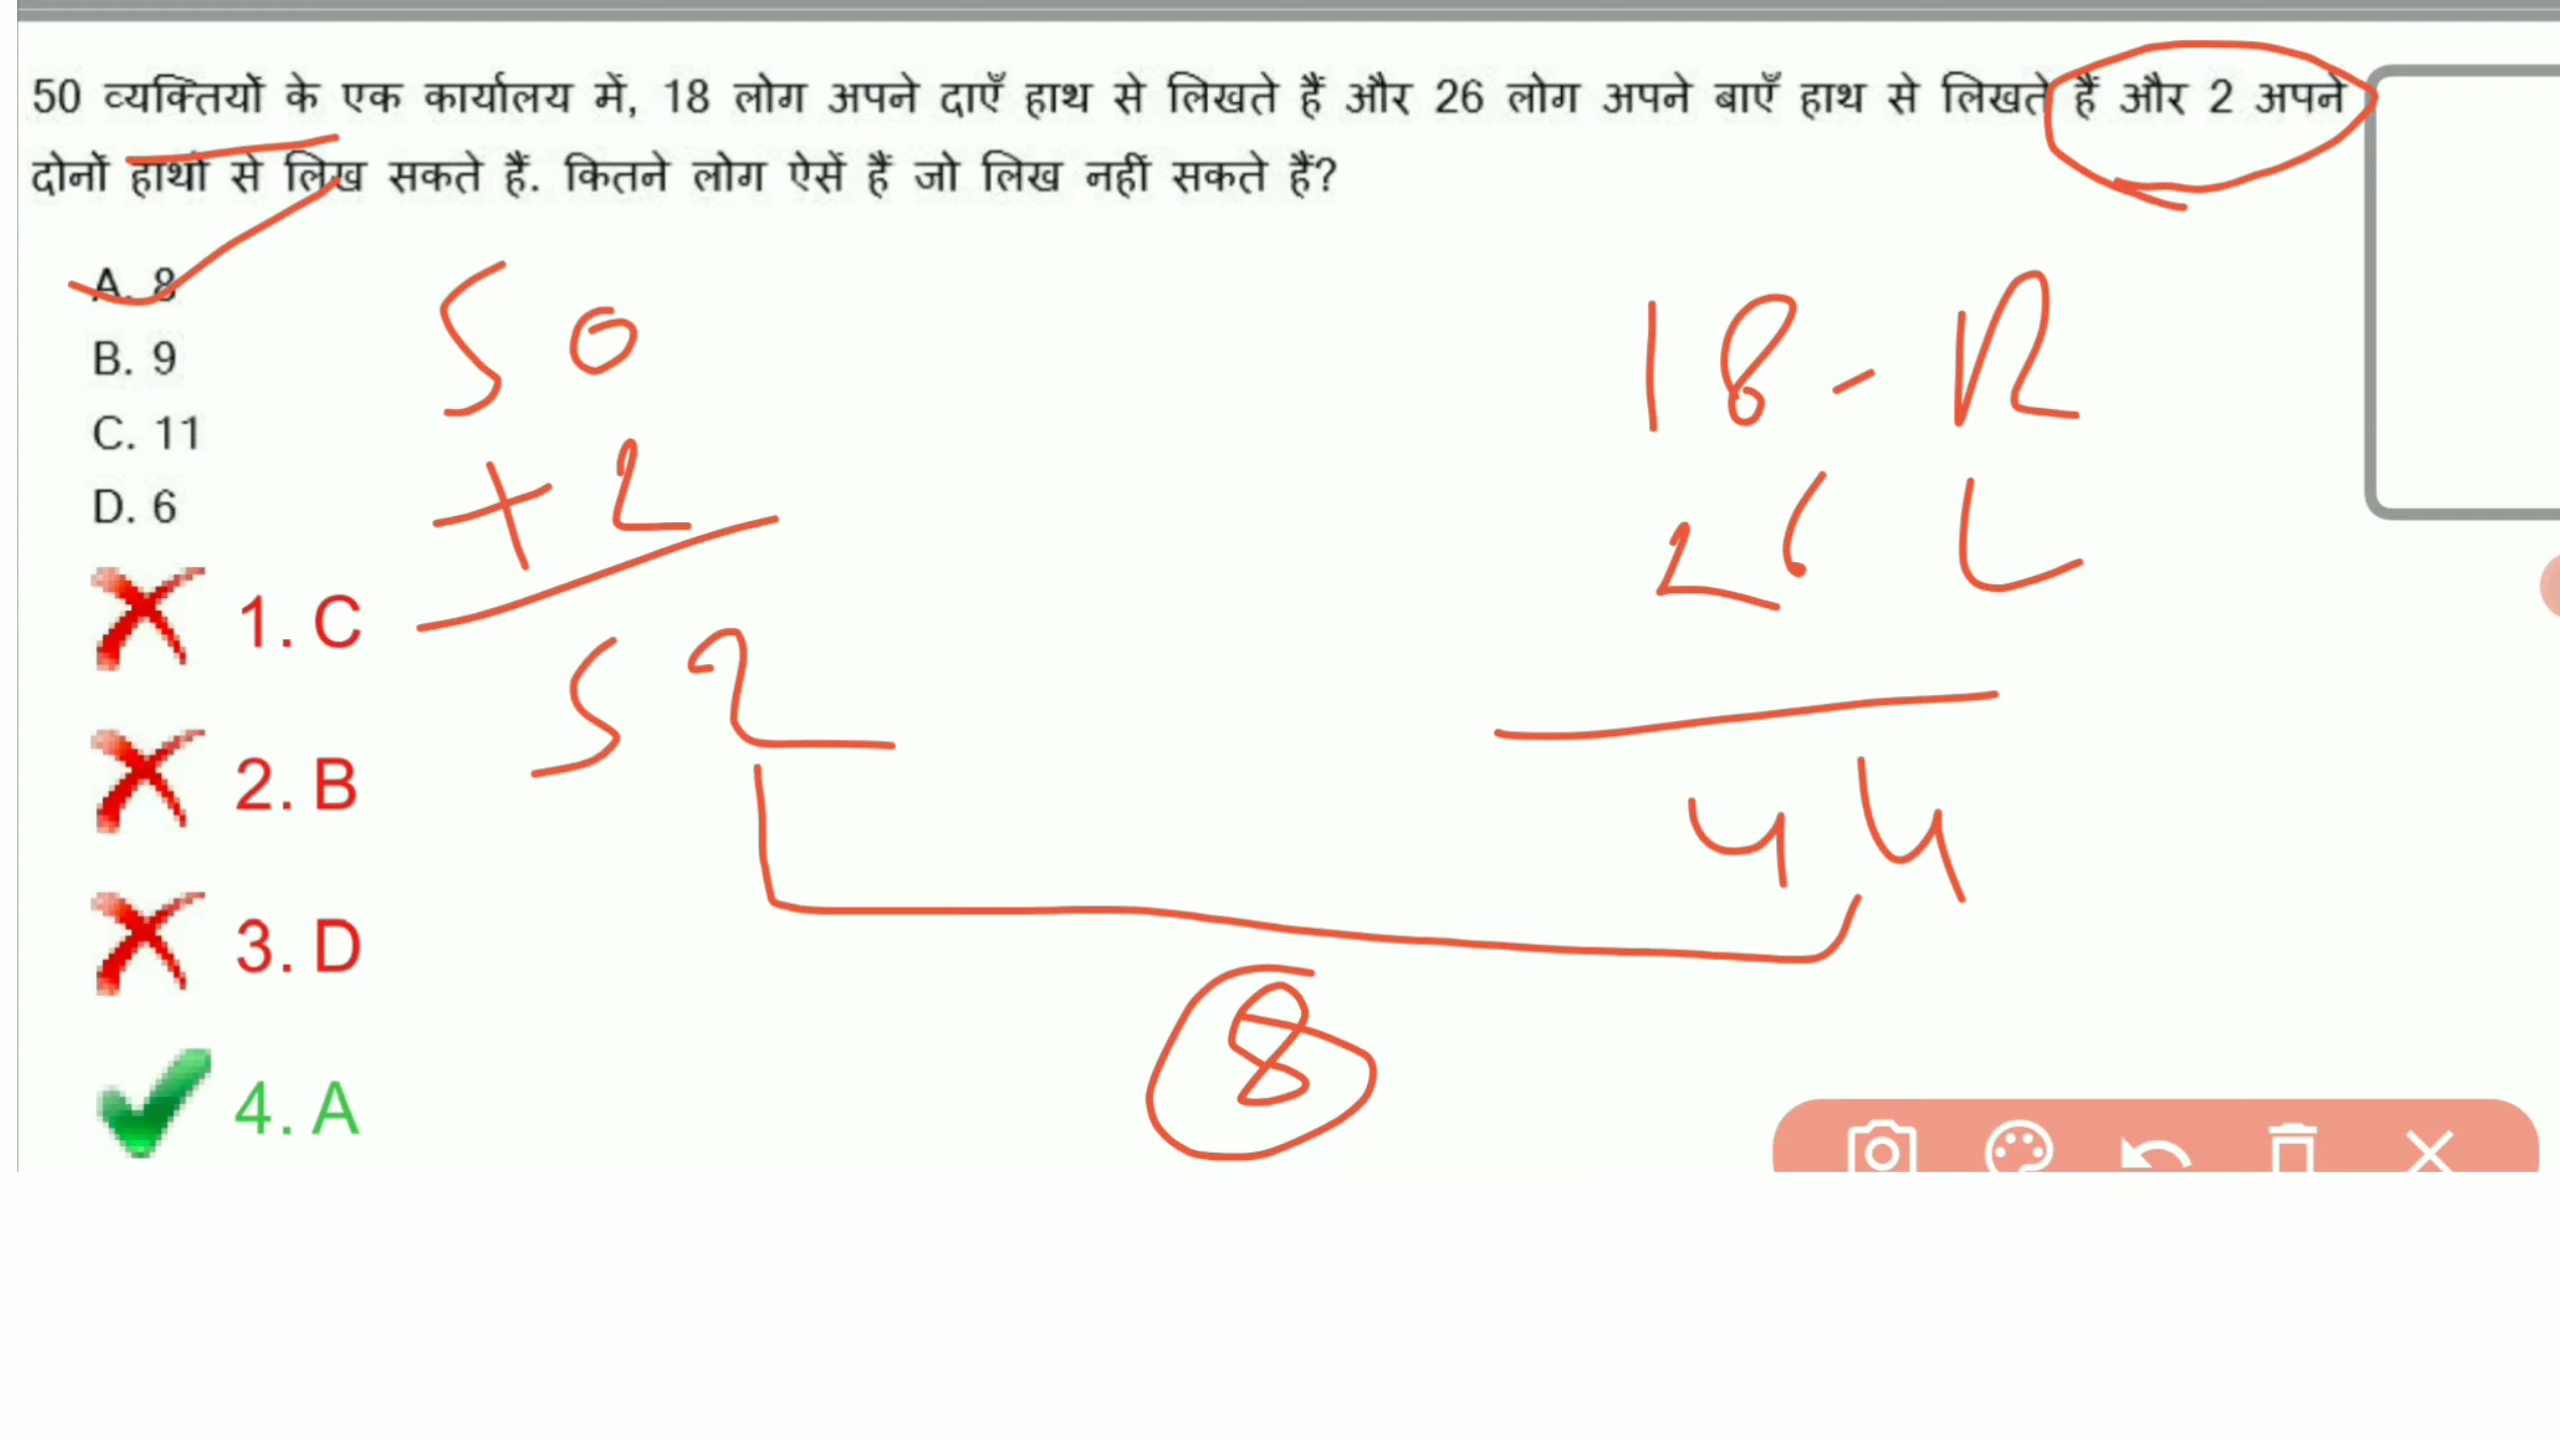 50 व्यक्तियों के एक कार्यालय में, 18 लोग अपने दाएँ हाथ से लिखते हैं और 26 लोग अपने बाएँ हाथ से लिखते हैं और 2 अपने
दोनों हाथों से लिख सकते हैं. कितने लोग ऐसें हैं जो लिख नहीं सकते हैं?
A. 8
B. 9
C. 11
D. 6
1. C
2. B
3. D
4. A
50
+2
52
18 - R
26 L
44
8